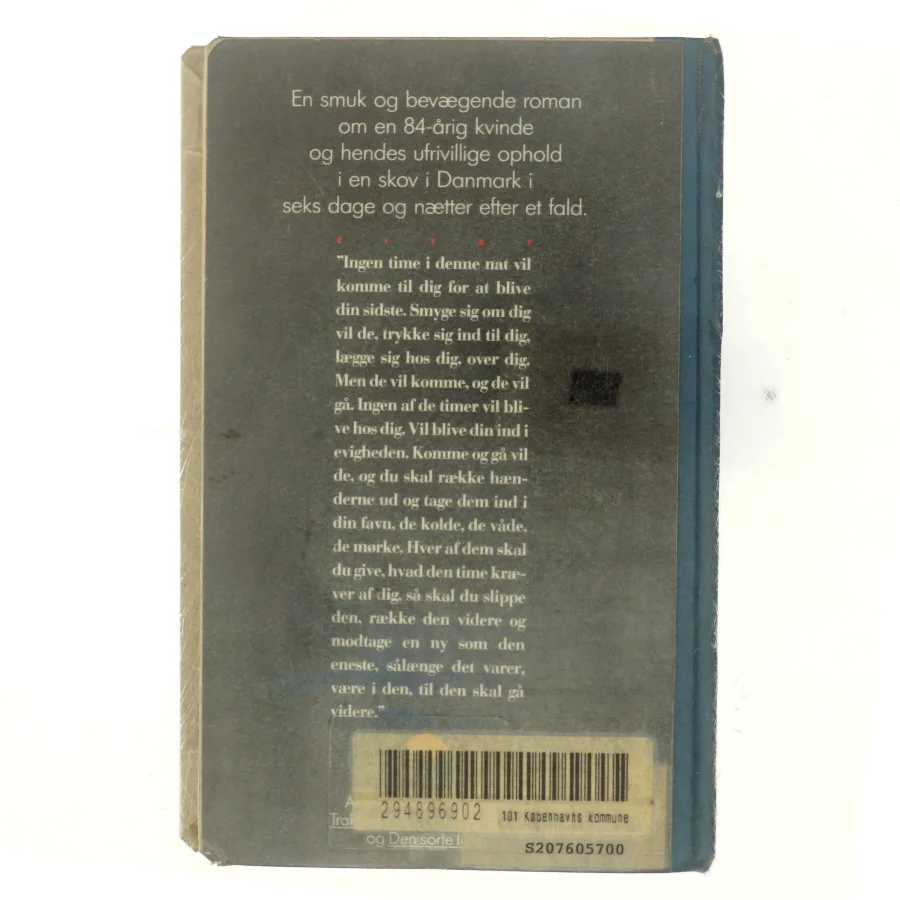 En smuk og bevægende roman
om en 84-årig kvinde
og hendes ufrivillige ophold
i en skov i Danmark i
seks dage og nætter efter et fald.
citat
"Ingen time i denne nat vil
komme til dig for at blive
din sidste. Smyge sig om dig
vil de, trykke sig ind til dig,
lægge sig hos dig, over dig.
Men de vil komme, og de vil
gå. Ingen af de timer vil bli-
ve hos dig. Vil blive din ind i
evigheden. Komme og gå vil
de, og du skal række hæn-
derne ud og tage dem ind i
din favn, de kolde, de våde,
de mørke. Hver af dem skal
du give, hvad den time kræ-
ver af dig, så skal du slippe
den, række den videre og
modtage en ny som den
eneste, sålænge det varer,
være i den, til den skal gå
videre."
294896902 101 Københavns kommune
og Den sorte
S207605700